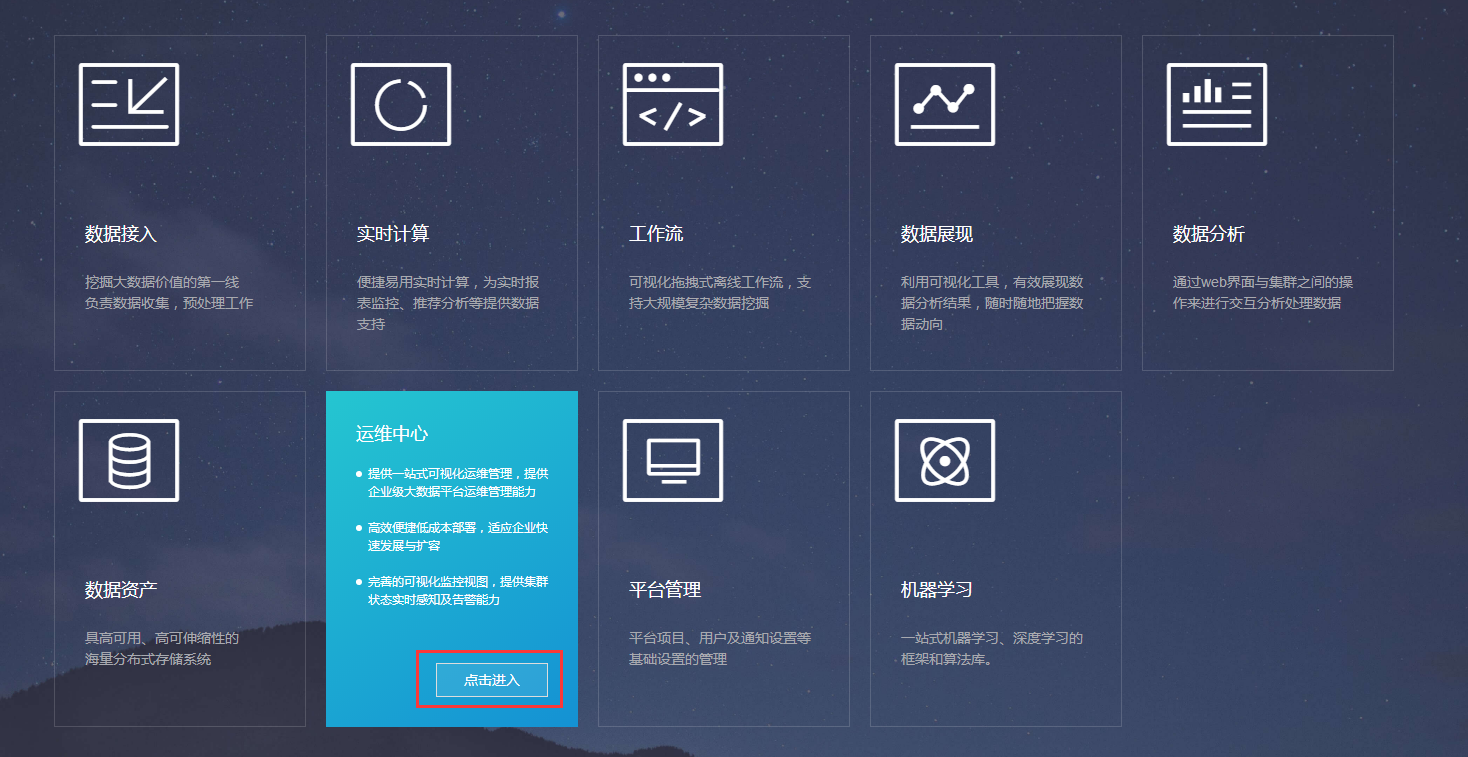 </>
数据接入
挖掘大数据价值的第一线
负责数据收集，预处理工作
实时计算
便捷易用实时计算，为实时报
表监控、推荐分析等提供数据
支持
工作流
可视化拖拽式离线工作流，支
持大规模复杂数据挖掘
数据展现
利用可视化工具，有效展现数
据分析结果，随时随地把握数
据动向
数据分析
通过web界面与集群之间的操
作来进行交互分析处理数据
数据资产
具高可用、高可伸缩性的
海量分布式存储系统
运维中心
提供一站式可视化运维管理，提供
企业级大数据平台运维管理能力
高效便捷低成本部署，适应企业快
速发展与扩容
完善的可视化监控视图，提供集群
状态实时感知及告警能力
点击进入
平台管理
平台项目、用户及通知设置等
基础设置的管理
机器学习
一站式机器学习、深度学习的
框架和算法库。